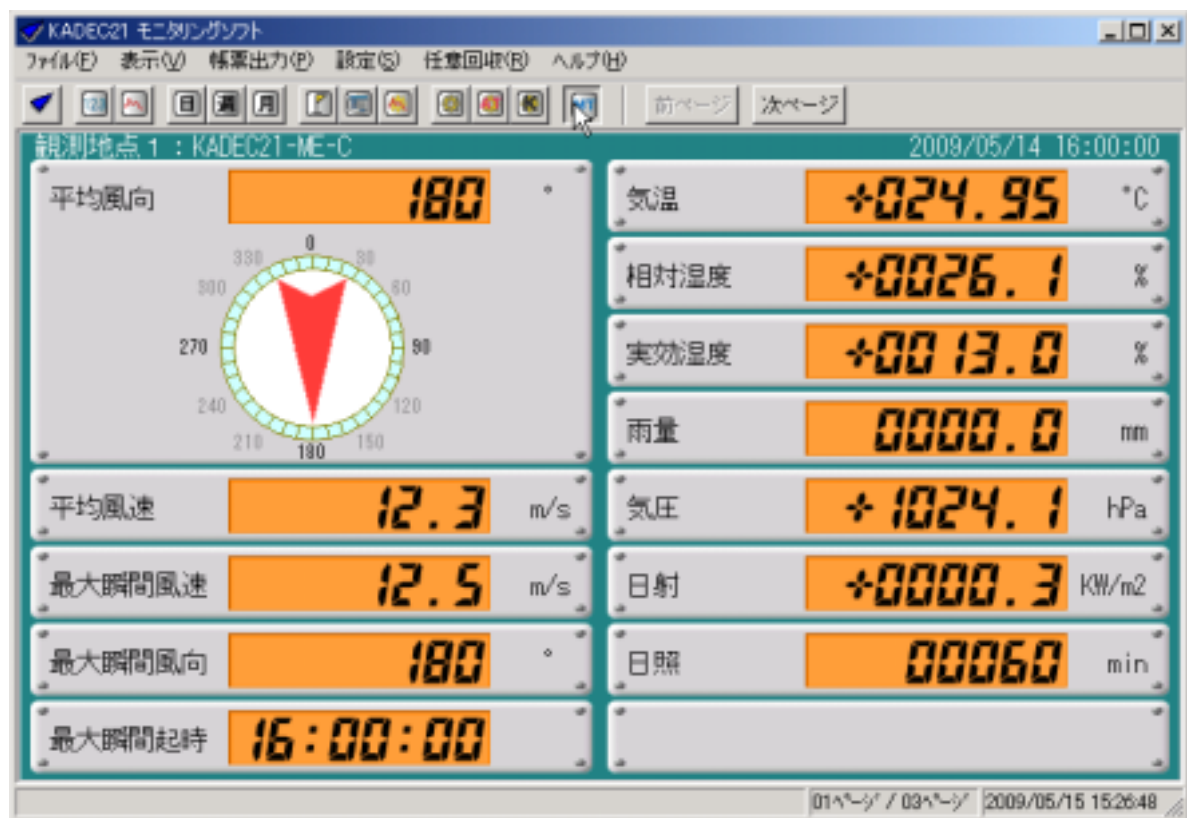 KADEC21 モニタリングソフト
ファイル(F) 表示(V) 帳票出力(P) 設定(S) 任意回収(R) ヘルプ(H)
123 日 週 月 K MT 前ページ 次ページ
観測地点 1 : KADEC21-ME-C 2009/05/14 16:00:00
平均風向 180 °
0
330 30
300 60
270 90
240 120
210 150
180
平均風速 12.3 m/s
最大瞬間風速 12.5 m/s
最大瞬間風向 180 °
最大瞬間起時 16:00:00
気温 +024.95 ℃
相対湿度 +0026.1 %
実効湿度 +0013.0 %
雨量 0000.0 mm
気圧 +1024.1 hPa
日射 +0000.3 KW/m2
日照 00060 min
01ページ / 03ページ 2009/05/15 15:26:48